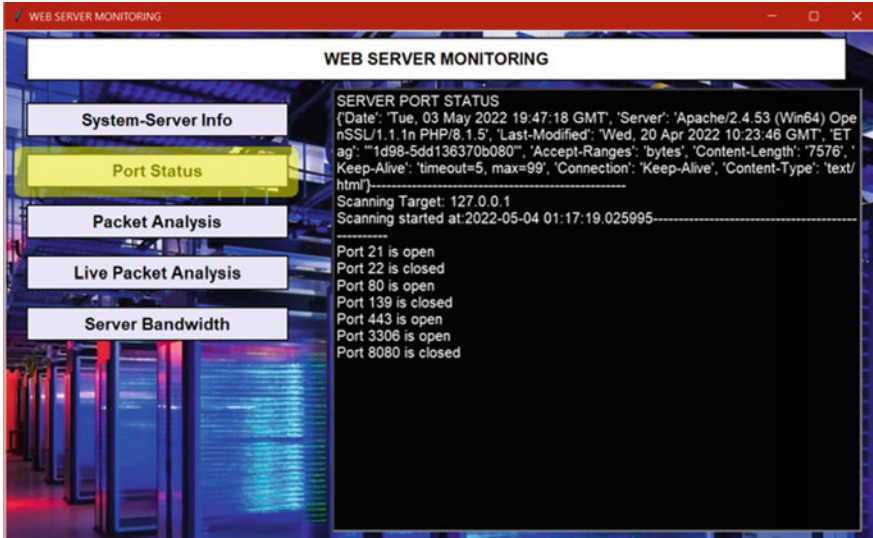 WEB SERVER MONITORING
WEB SERVER MONITORING
System-Server Info
Port Status
Packet Analysis
Live Packet Analysis
Server Bandwidth
SERVER PORT STATUS
{'Date': 'Tue, 03 May 2022 19:47:18 GMT', 'Server': 'Apache/2.4.53 (Win64) Ope
nSSL/1.1.1n PHP/8.1.5', 'Last-Modified': 'Wed, 20 Apr 2022 10:23:46 GMT', 'ET
ag': '"1d98-5dd136370b080"', 'Accept-Ranges': 'bytes', 'Content-Length': '7576', '
Keep-Alive': 'timeout=5, max=99', 'Connection': 'Keep-Alive', 'Content-Type': 'text/
html'}--------------------------------------------------
Scanning Target: 127.0.0.1
Scanning started at:2022-05-04 01:17:19.025995----------------------------------------
----------
Port 21 is open
Port 22 is closed
Port 80 is open
Port 139 is closed
Port 443 is open
Port 3306 is open
Port 8080 is closed